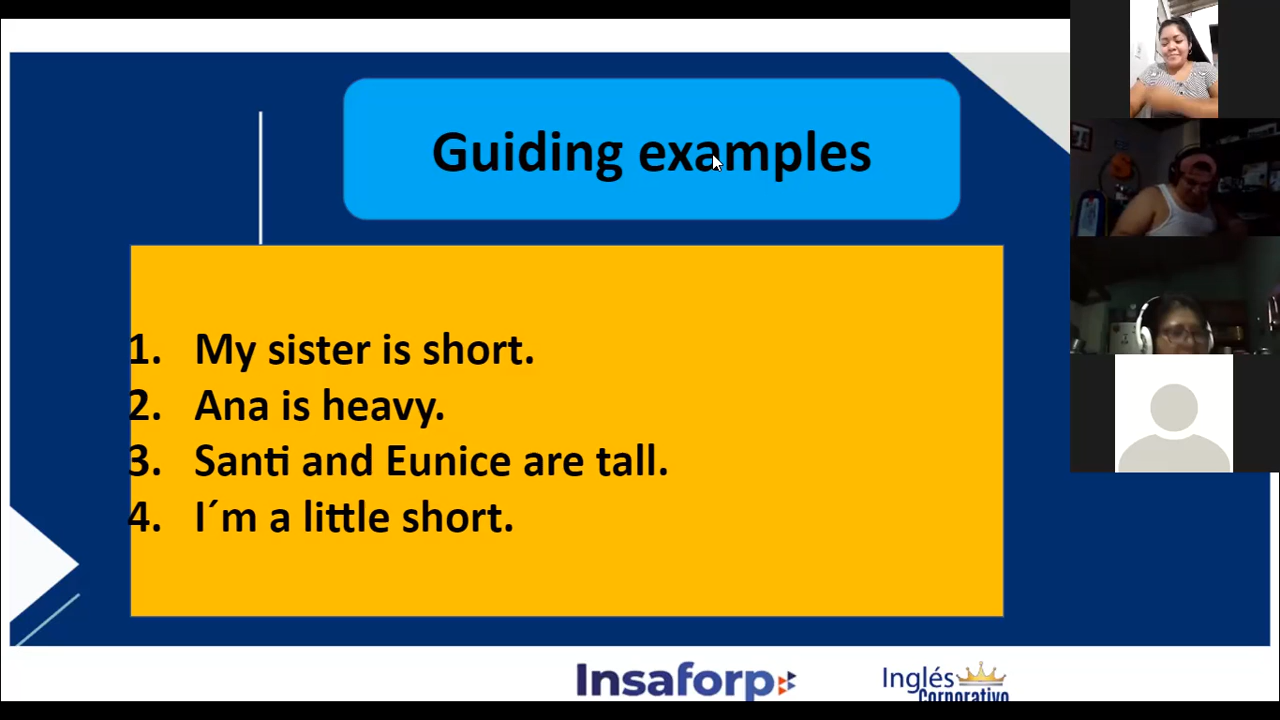 Guiding examples
1. My sister is short.
2. Ana is heavy.
3. Santi and Eunice are tall.
4. I´m a little short.
Insaforp
Inglés
Corporativo